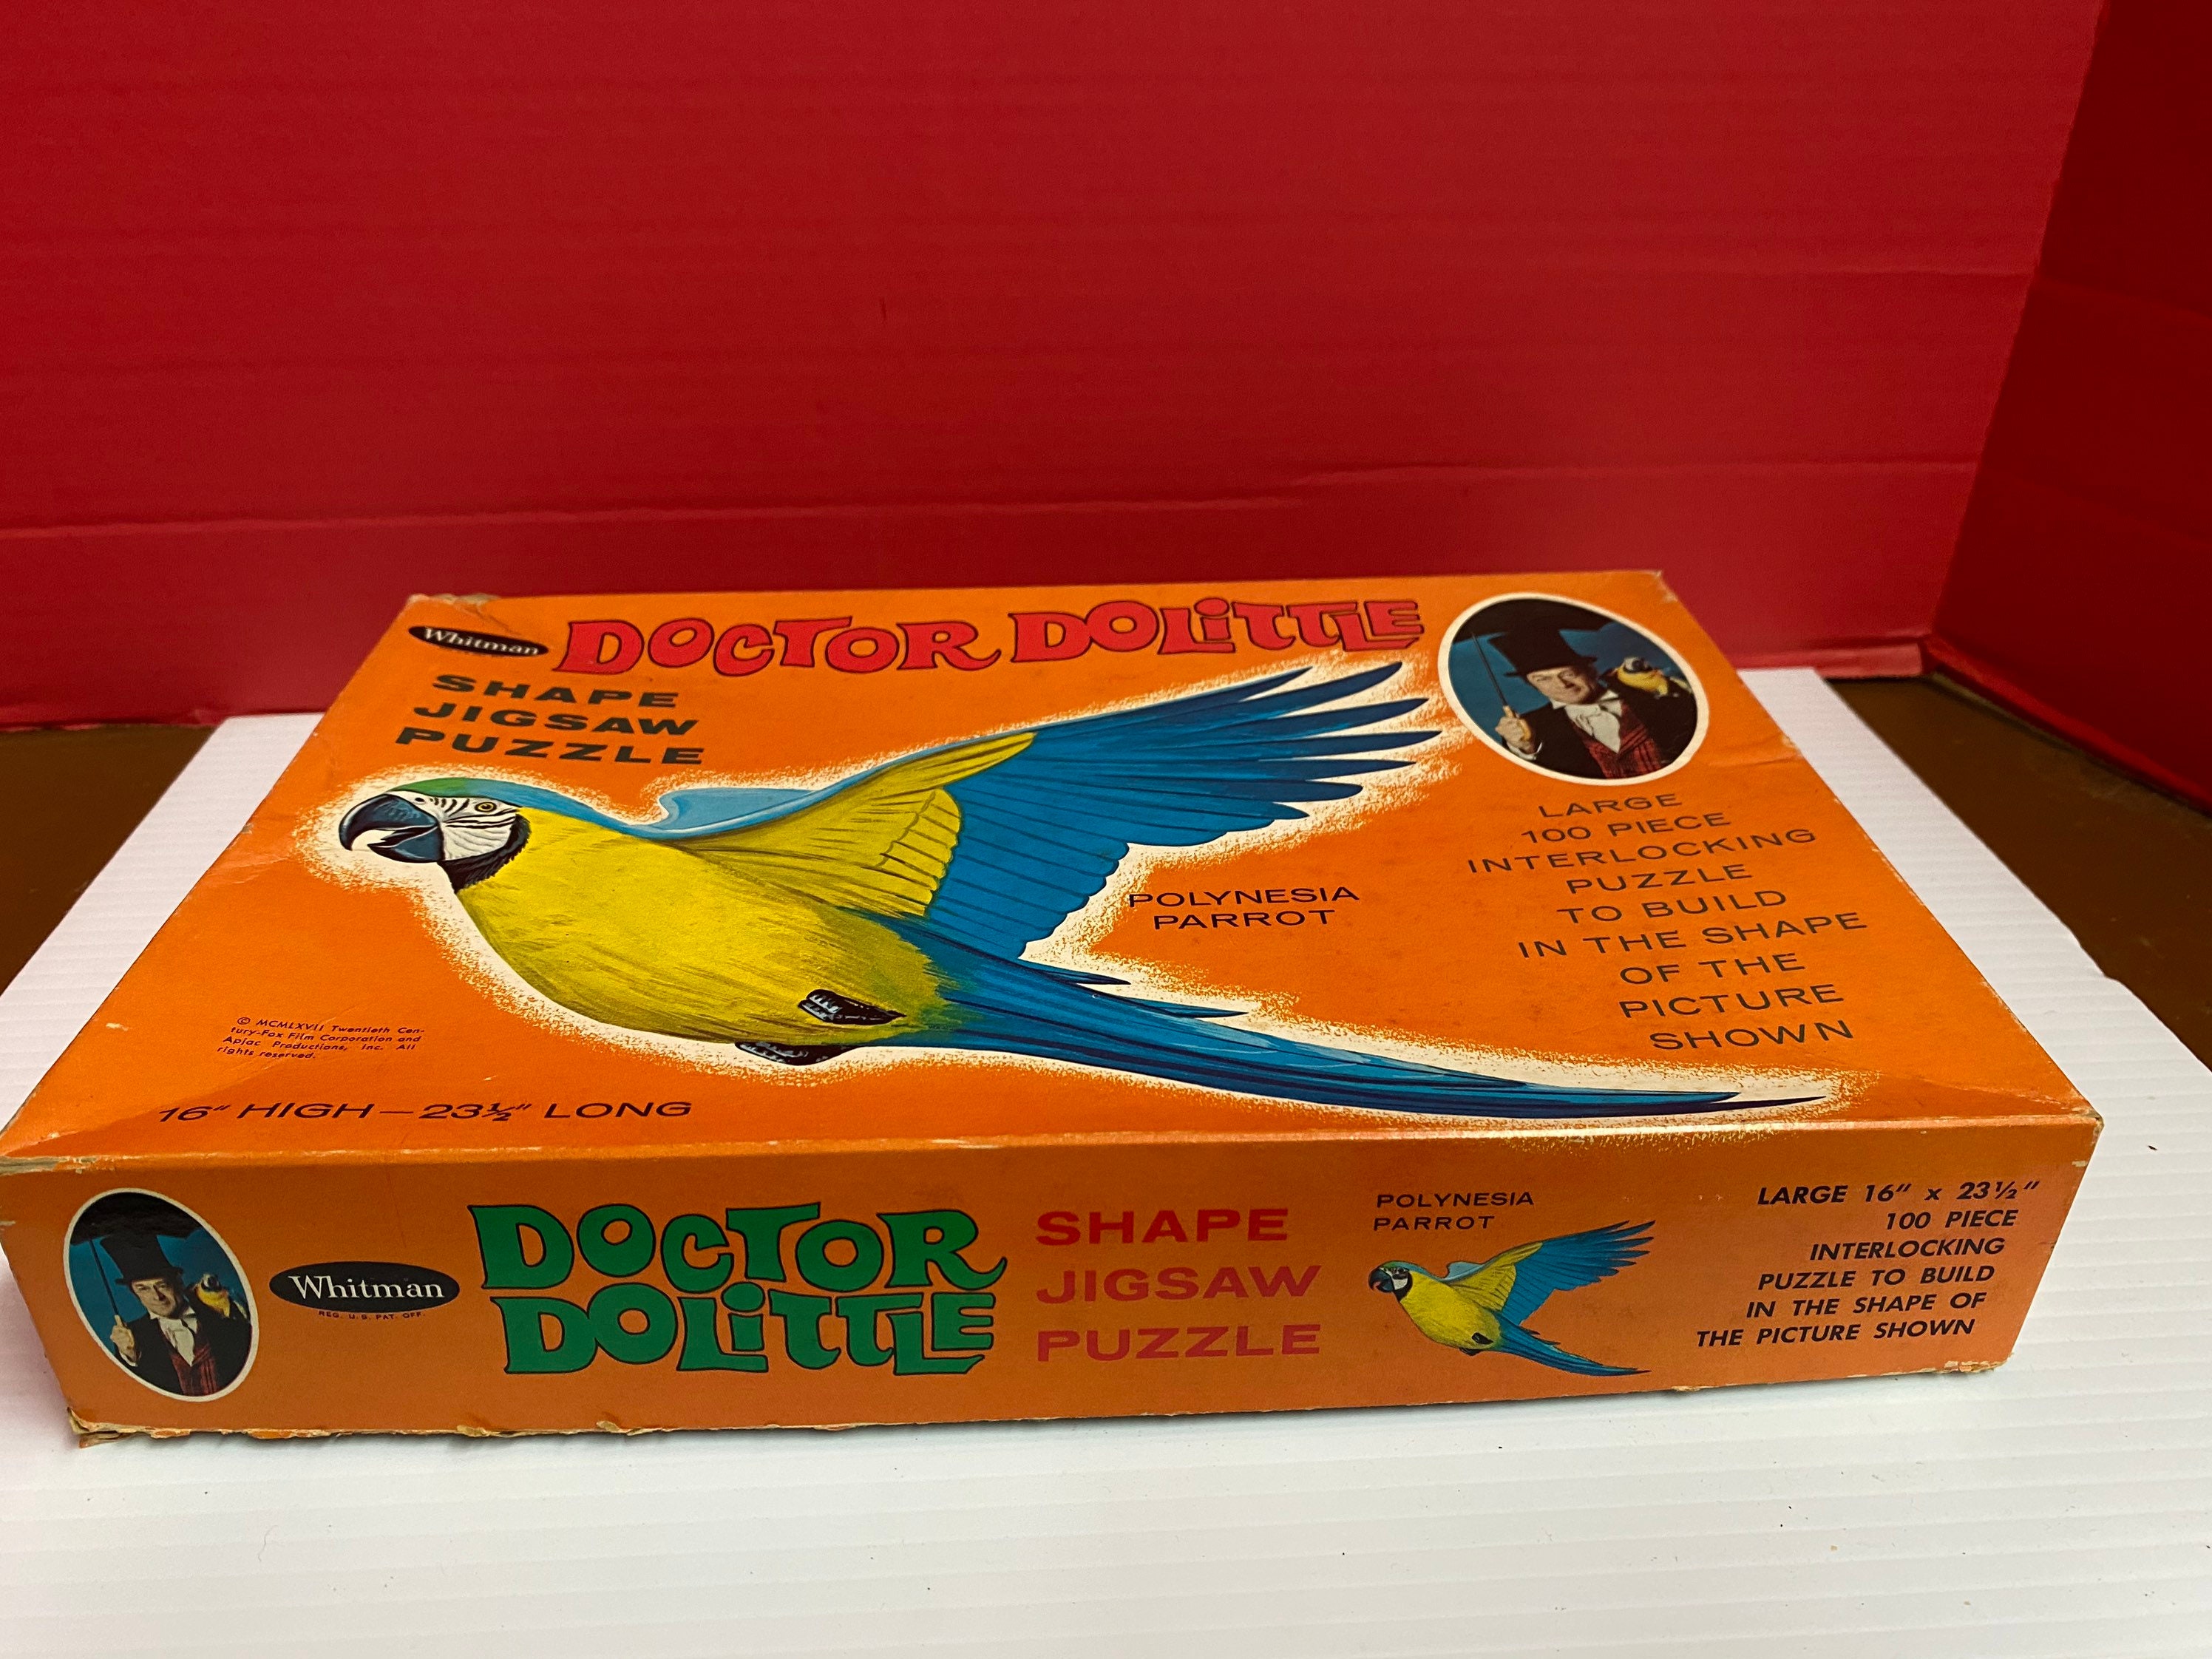 Whitman
DOCTOR DOLITTLE
SHAPE
JIGSAW
PUZZLE
LARGE
100 PIECE
INTERLOCKING
PUZZLE
TO BUILD
IN THE SHAPE
OF THE
PICTURE
SHOWN
POLYNESIA
PARROT
© MCMLXVII Twentieth Cen-
tury-Fox Film Corporation and
Apjac Productions, Inc. All
rights reserved.
16" HIGH — 23½" LONG
Whitman
REG. U.S. PAT. OFF.
DOCTOR
DOLITTLE
SHAPE
JIGSAW
PUZZLE
POLYNESIA
PARROT
LARGE 16" x 23½"
100 PIECE
INTERLOCKING
PUZZLE TO BUILD
IN THE SHAPE OF
THE PICTURE SHOWN